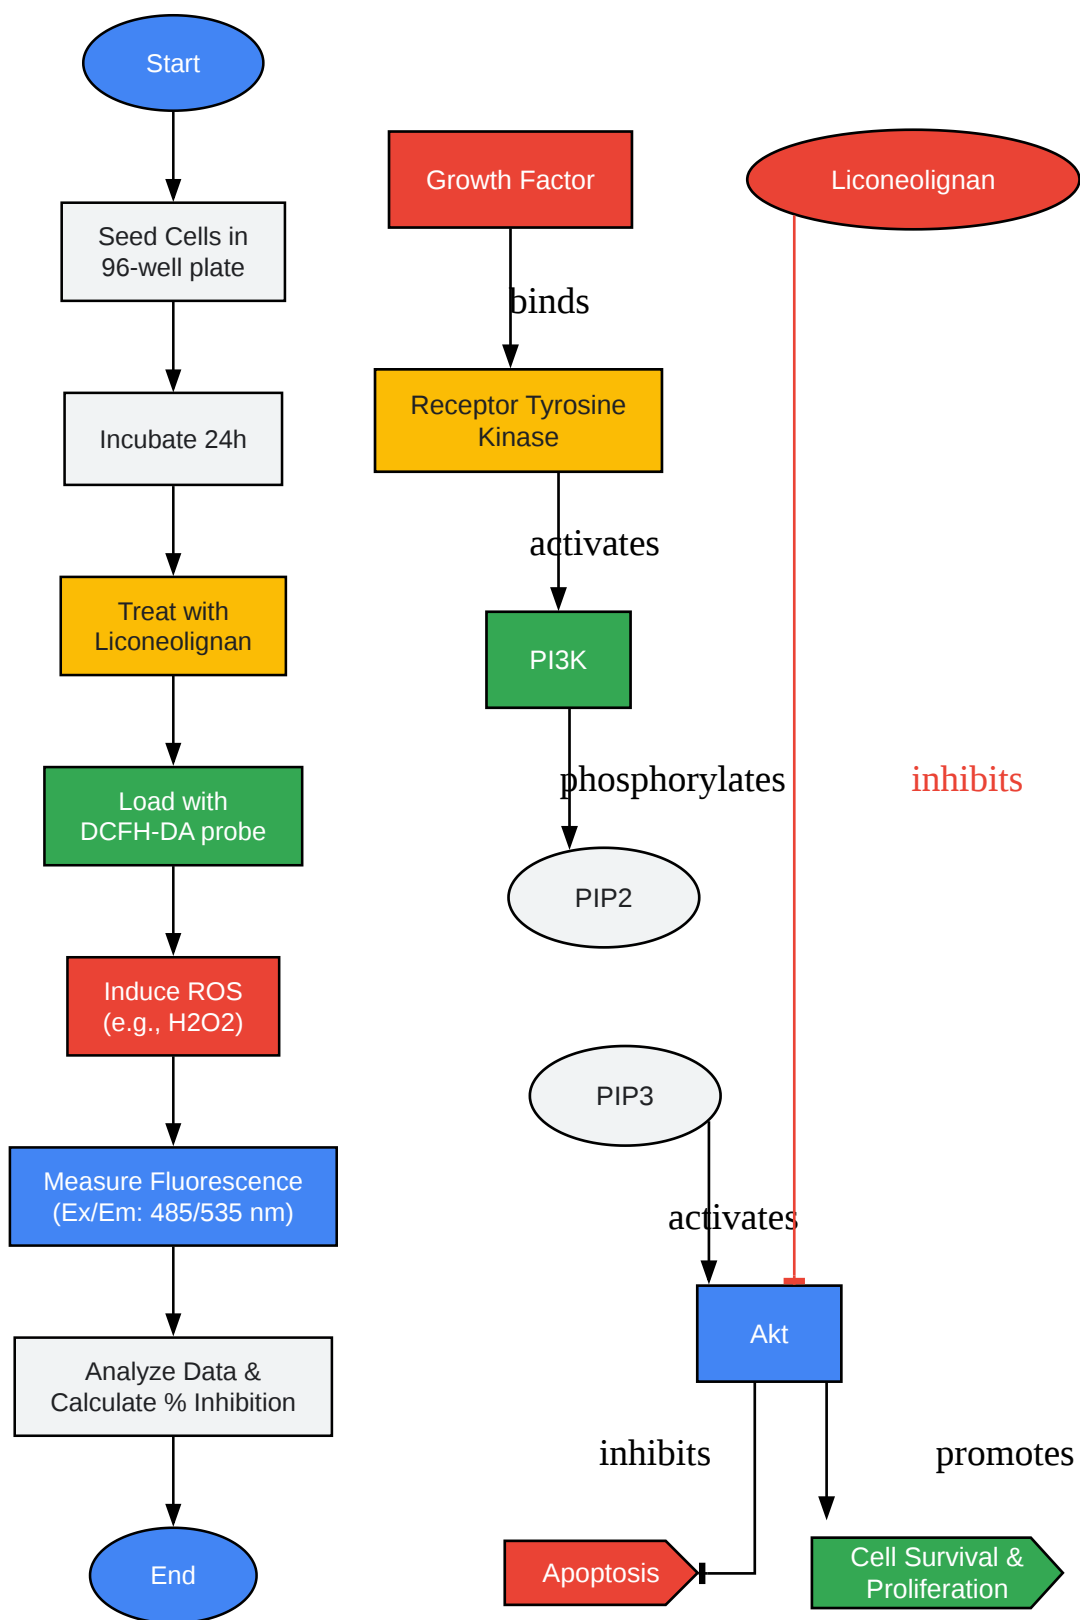 Start
Seed Cells in
96-well plate
Incubate 24h
Treat with
Liconeolignan
Load with
DCFH-DA probe
Induce ROS
(e.g., H2O2)
Measure Fluorescence
(Ex/Em: 485/535 nm)
Analyze Data &
Calculate % Inhibition
End
Growth Factor
binds
Receptor Tyrosine
Kinase
activates
PI3K
phosphorylates
PIP2
PIP3
activates
Liconeolignan
inhibits
Akt
inhibits
promotes
Apoptosis
Cell Survival &
Proliferation